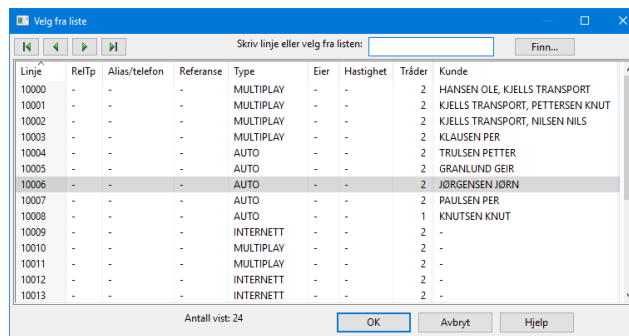 Velg fra liste
Skriv linje eller velg fra listen: Finn...
Linje RelTp Alias/telefon Referanse Type Eier Hastighet Tråder Kunde
10000 - - - MULTIPLAY - - 2 HANSEN OLE, KJELLS TRANSPORT
10001 - - - MULTIPLAY - - 2 KJELLS TRANSPORT, PETTERSEN KNUT
10002 - - - MULTIPLAY - - 2 KJELLS TRANSPORT, NILSEN NILS
10003 - - - MULTIPLAY - - 2 KLAUSEN PER
10004 - - - AUTO - - 2 TRULSEN PETTER
10005 - - - AUTO - - 2 GRANLUND GEIR
10006 - - - AUTO - - 2 JØRGENSEN JØRN
10007 - - - AUTO - - 2 PAULSEN PER
10008 - - - AUTO - - 1 KNUTSEN KNUT
10009 - - - INTERNETT - - 2 -
10010 - - - MULTIPLAY - - 2 -
10011 - - - MULTIPLAY - - 2 -
10012 - - - INTERNETT - - 2 -
10013 - - - INTERNETT - - 2 -
Antall vist: 24 OK Avbryt Hjelp